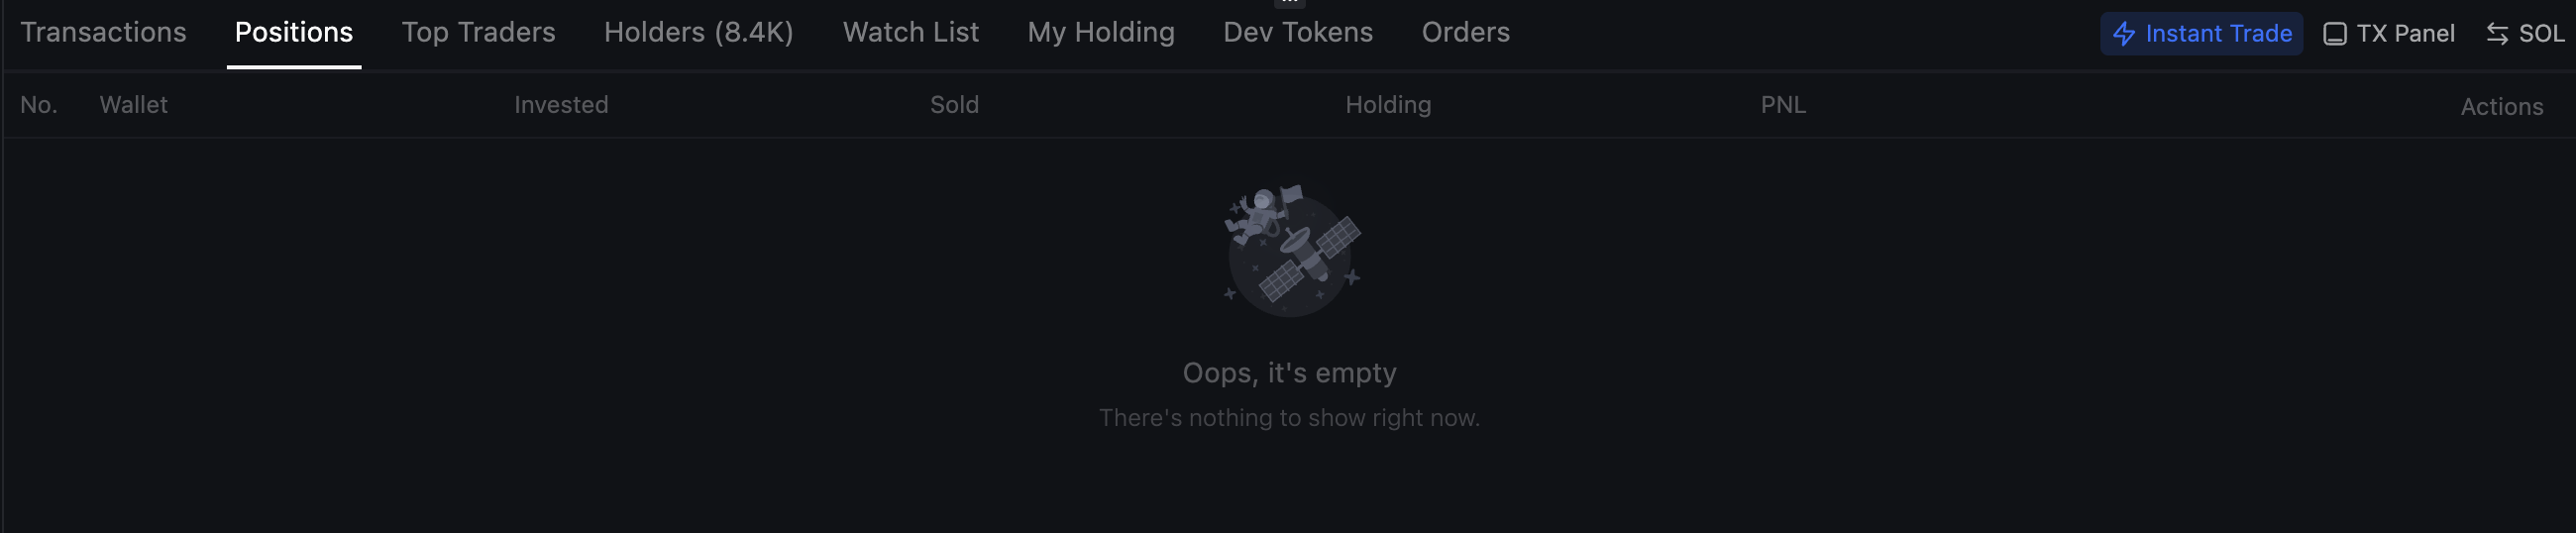 Transactions Positions Top Traders Holders (8.4K) Watch List My Holding Dev Tokens Orders Instant Trade TX Panel SOL
No. Wallet Invested Sold Holding PNL Actions
Oops, it's empty
There's nothing to show right now.